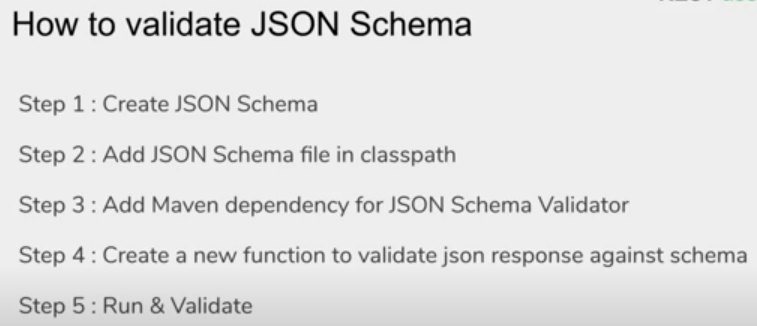 How to validate JSON Schema
Step 1 : Create JSON Schema
Step 2 : Add JSON Schema file in classpath
Step 3 : Add Maven dependency for JSON Schema Validator
Step 4 : Create a new function to validate json response against schema
Step 5 : Run & Validate